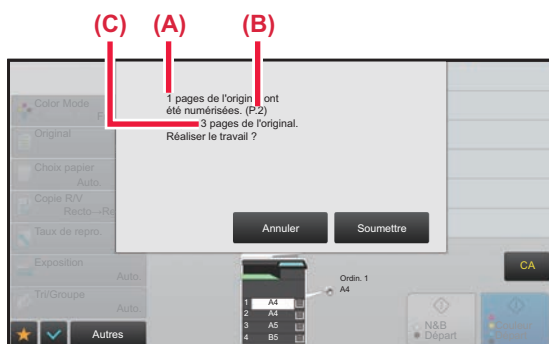 (C) (A) (B)
1 pages de l'origin ont
été numérisées. (P.2)
3 pages de l'original.
Réaliser le travail ?
Annuler Soumettre
Color Mode
Original
Choix papier
Auto.
Copie R/V
Recto→Re
Taux de repro.
Exposition
Auto.
Tri/Groupe
Auto.
Autres
Ordin. 1
A4
1 A4
2 A4
3 A5
4 B5
CA
N&B
Départ